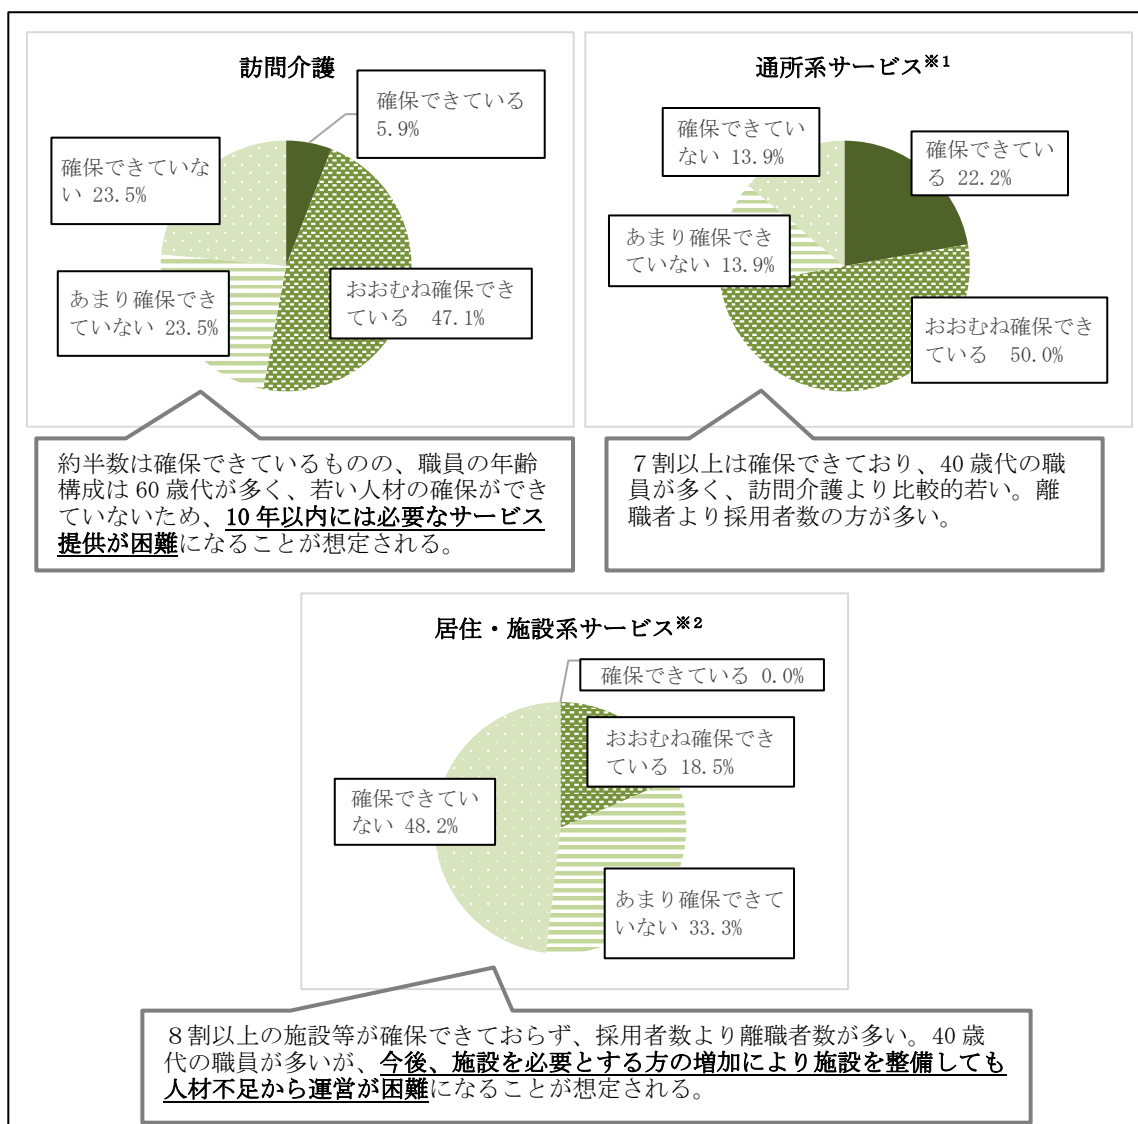 訪問介護
確保できている
5.9%
確保できていな
い 23.5%
あまり確保でき
ていない 23.5%
おおむね確保でき
ている 47.1%
通所系サービス※1
確保できてい
ない 13.9%
確保できてい
る 22.2%
あまり確保でき
ていない 13.9%
おおむね確保でき
ている 50.0%
約半数は確保できているものの、職員の年齢
構成は 60 歳代が多く、若い人材の確保ができ
ていないため、10 年以内には必要なサービス
提供が困難になることが想定される。
７割以上は確保できており、40 歳代の職
員が多く、訪問介護より比較的若い。離
職者より採用者数の方が多い。
居住・施設系サービス※2
確保できている 0.0%
おおむね確保でき
ている 18.5%
確保できてい
ない 48.2%
あまり確保できて
いない 33.3%
８割以上の施設等が確保できておらず、採用者数より離職者数が多い。40 歳
代の職員が多いが、今後、施設を必要とする方の増加により施設を整備しても
人材不足から運営が困難になることが想定される。